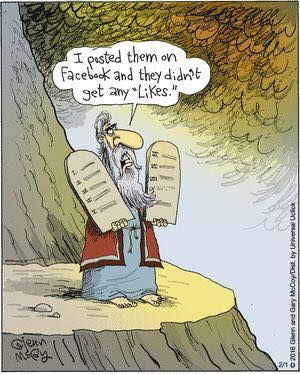 I posted them on
Facebook and they didn't
get any "Likes."
Glenn
McCoy
2/1
© 2016 Glenn and Gary McCoy/Dist. by Universal Uclick